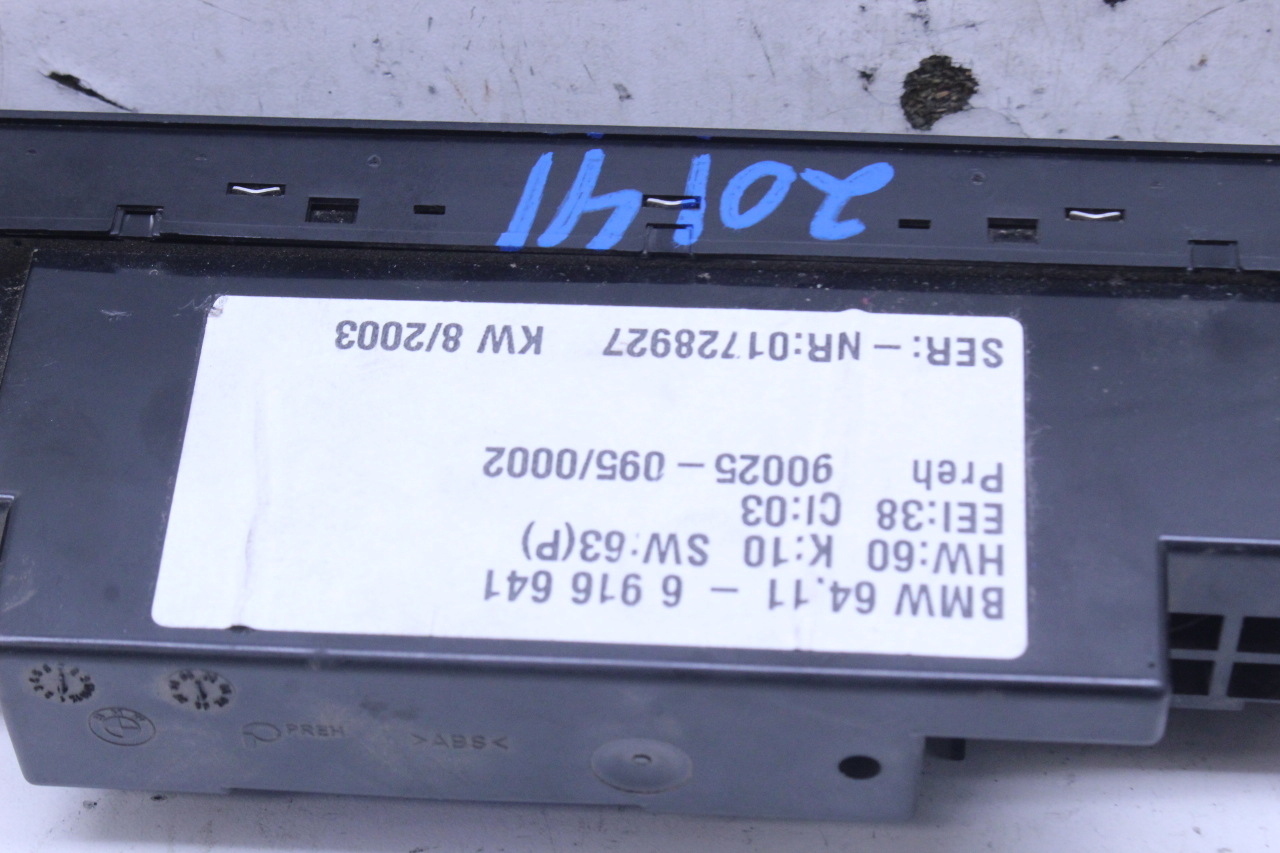 BMW 64.11 - 6 916 641
HW:60 K:10 SW:63(P)
EEI:38 CI:03
Preh 90025-095/0002
SER:-NR:01728927 KW 8/2003
20141
PREH
>ABS<